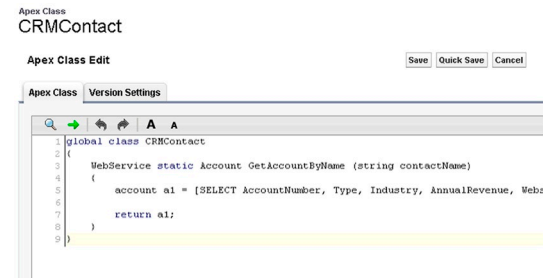 Apex Class
CRMContact
Apex Class Edit
Save Quick Save Cancel
Apex Class Version Settings
A A
1 global class CRMContact
2 {
3 WebService static Account GetAccountByName (string contactName)
4 {
5 account a1 = [SELECT AccountNumber, Type, Industry, AnnualRevenue, Webs
6
7 return a1;
8 }
9 }